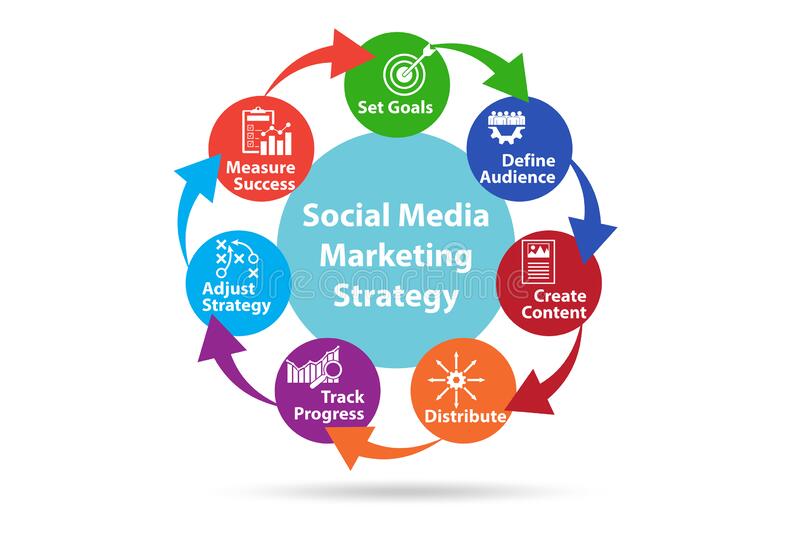 Social Media
Marketing
Strategy
Set Goals
Define
Audience
Create
Content
Distribute
Track
Progress
Adjust
Strategy
Measure
Success